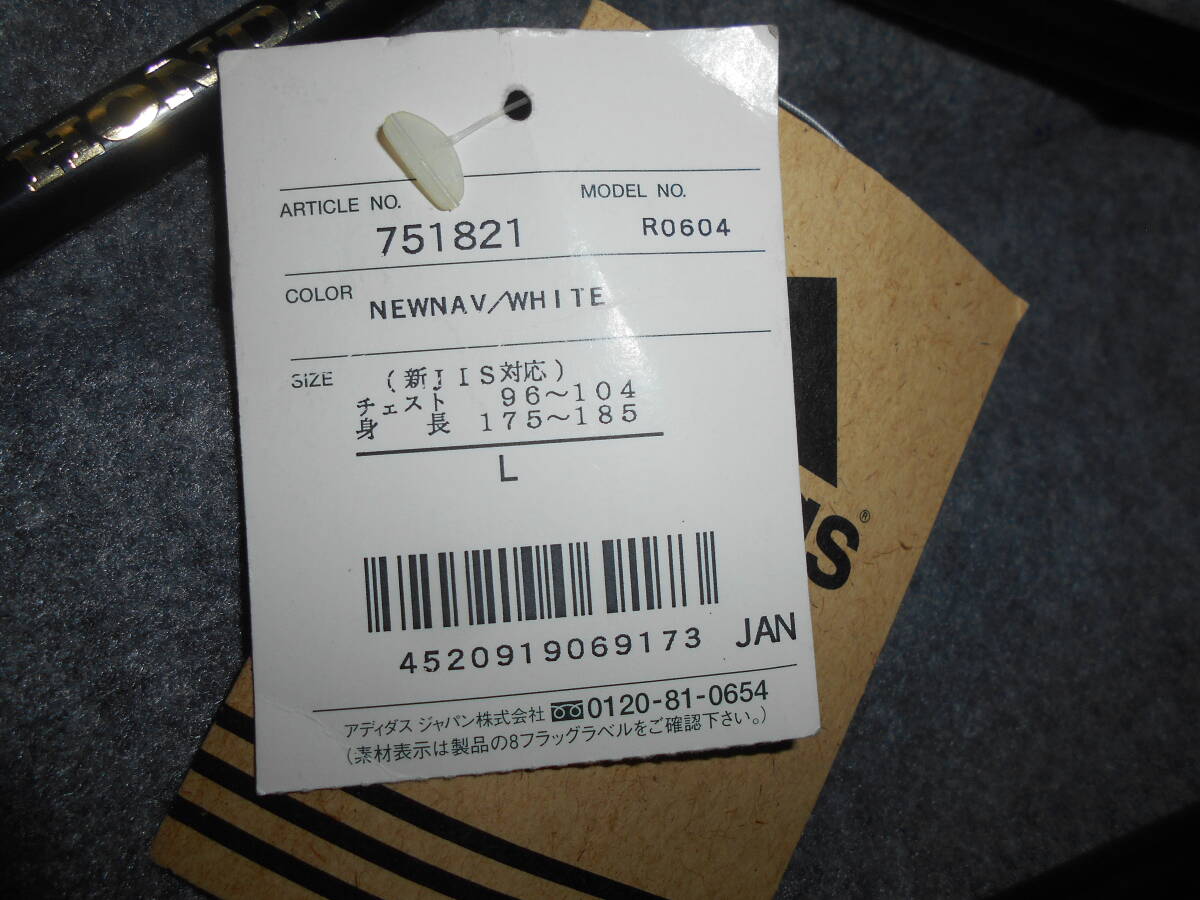 HONDA
ARTICLE NO.
751821
MODEL NO.
R0604
COLOR
NEWNAV/WHITE
SIZE
(新JIS対応)
チェスト 96~104
身長 175~185
L
4520919069173 JAN
アディダス ジャパン株式会社 0120-81-0654
(素材表示は製品の8フラッグラベルをご確認下さい。)
®